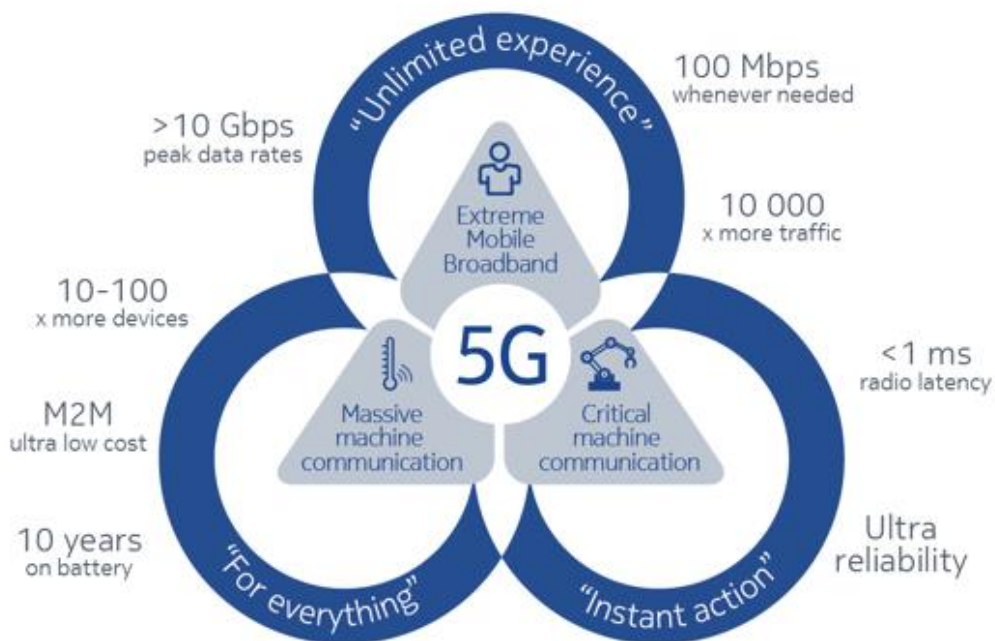 "Unlimited experience"
100 Mbps
whenever needed
>10 Gbps
peak data rates
10 000
x more traffic
Extreme
Mobile
Broadband
10-100
x more devices
5G
<1 ms
radio latency
M2M
ultra low cost
Massive
machine
communication
Critical
machine
communication
10 years
on battery
Ultra
reliability
"For everything"
"Instant action"